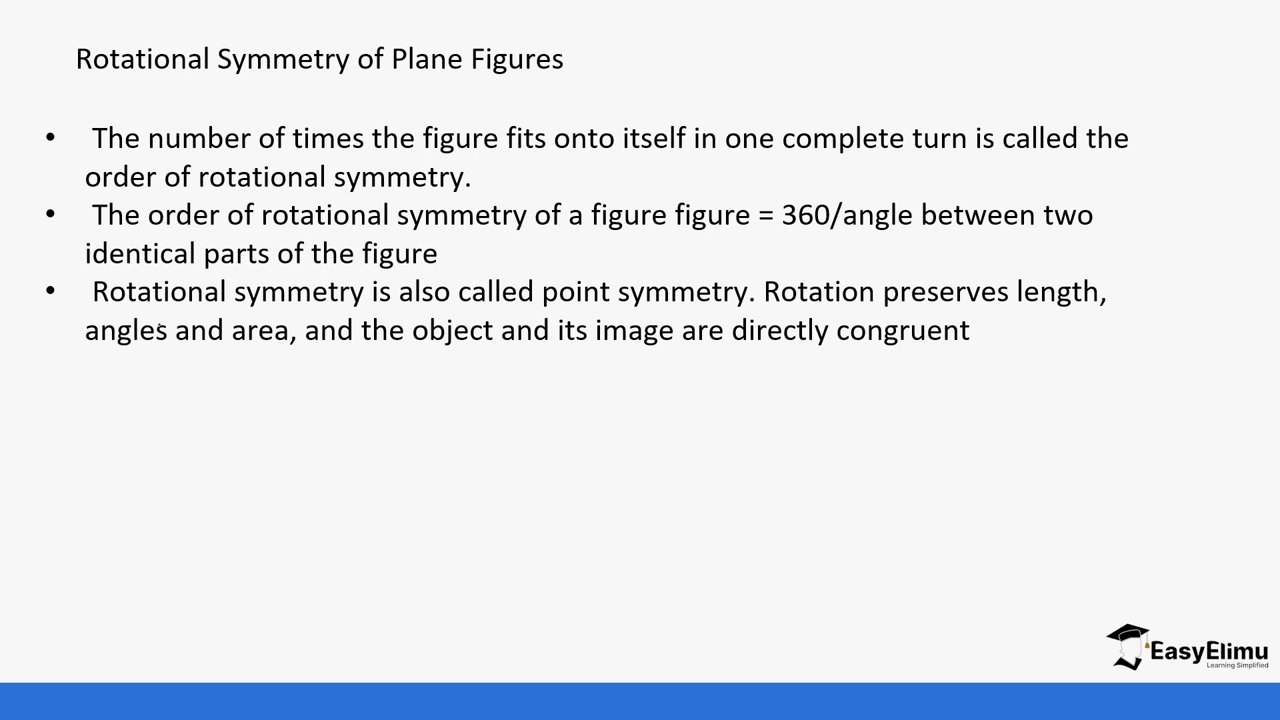 Rotational Symmetry of Plane Figures
• The number of times the figure fits onto itself in one complete turn is called the
order of rotational symmetry.
• The order of rotational symmetry of a figure figure = 360/angle between two
identical parts of the figure
• Rotational symmetry is also called point symmetry. Rotation preserves length,
angles and area, and the object and its image are directly congruent
EasyElimu
Learning Simplified